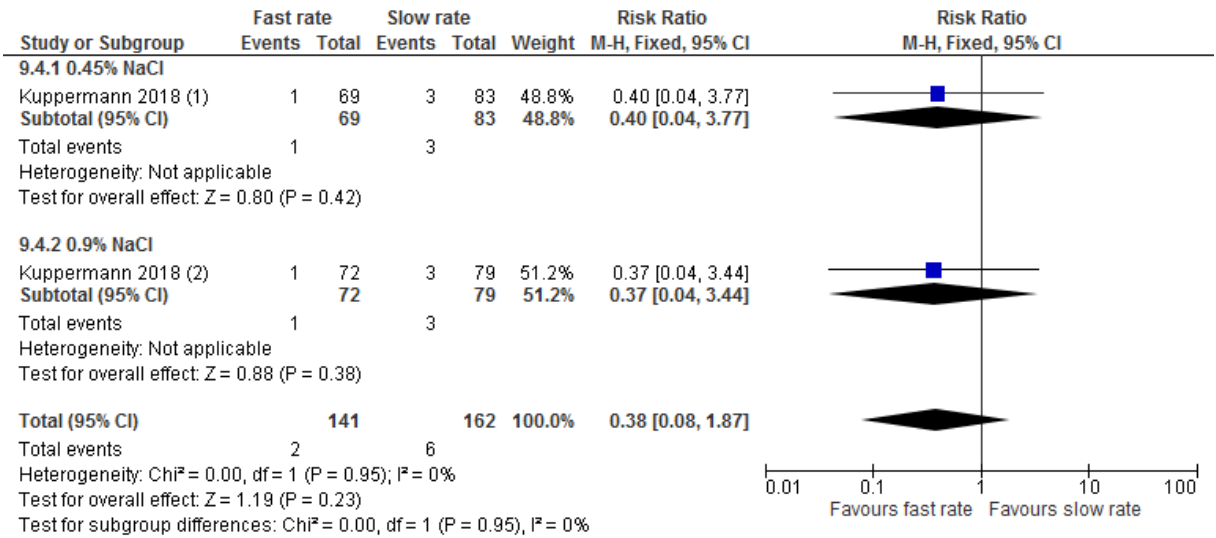 Fast rate Slow rate Risk Ratio Risk Ratio
Study or Subgroup Events Total Events Total Weight M-H, Fixed, 95% CI M-H, Fixed, 95% CI
9.4.1 0.45% NaCl
Kuppermann 2018 (1) 1 69 3 83 48.8% 0.40 [0.04, 3.77]
Subtotal (95% CI) 69 83 48.8% 0.40 [0.04, 3.77]
Total events 1 3
Heterogeneity: Not applicable
Test for overall effect: Z = 0.80 (P = 0.42)
9.4.2 0.9% NaCl
Kuppermann 2018 (2) 1 72 3 79 51.2% 0.37 [0.04, 3.44]
Subtotal (95% CI) 72 79 51.2% 0.37 [0.04, 3.44]
Total events 1 3
Heterogeneity: Not applicable
Test for overall effect: Z = 0.88 (P = 0.38)
Total (95% CI) 141 162 100.0% 0.38 [0.08, 1.87]
Total events 2 6
Heterogeneity: Chi² = 0.00, df = 1 (P = 0.95); I² = 0%
Test for overall effect: Z = 1.19 (P = 0.23)
Test for subgroup differences: Chi² = 0.00, df = 1 (P = 0.95), I² = 0%
0.01 0.1 1 10 100
Favours fast rate Favours slow rate